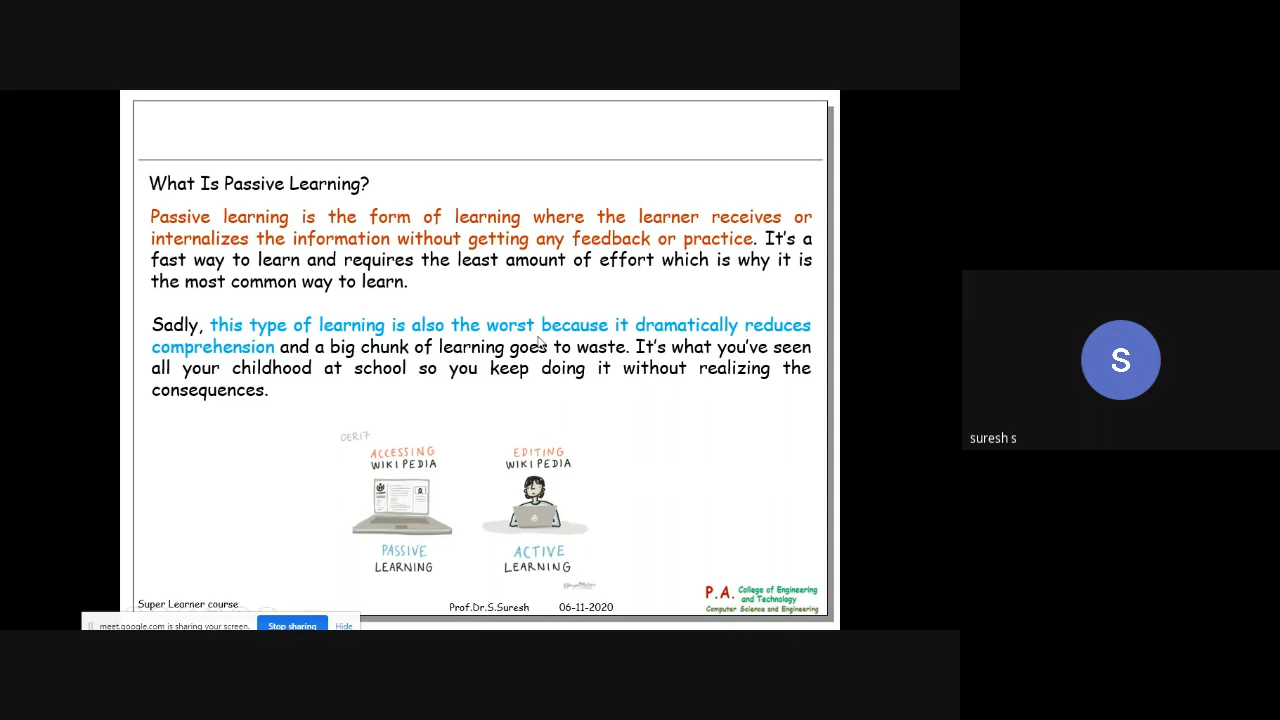 What Is Passive Learning?
Passive learning is the form of learning where the learner receives or
internalizes the information without getting any feedback or practice. It's a
fast way to learn and requires the least amount of effort which is why it is
the most common way to learn.
Sadly, this type of learning is also the worst because it dramatically reduces
comprehension and a big chunk of learning goes to waste. It's what you've seen
all your childhood at school so you keep doing it without realizing the
consequences.
OER17
ACCESSING
WIKIPEDIA
PASSIVE
LEARNING
EDITING
WIKIPEDIA
ACTIVE
LEARNING
Super Learner course
Prof.Dr.S.Suresh
06-11-2020
P.A. College of Engineering
and Technology
Computer Science and Engineering
meet.google.com is sharing your screen.
Stop sharing
Hide
S
suresh s